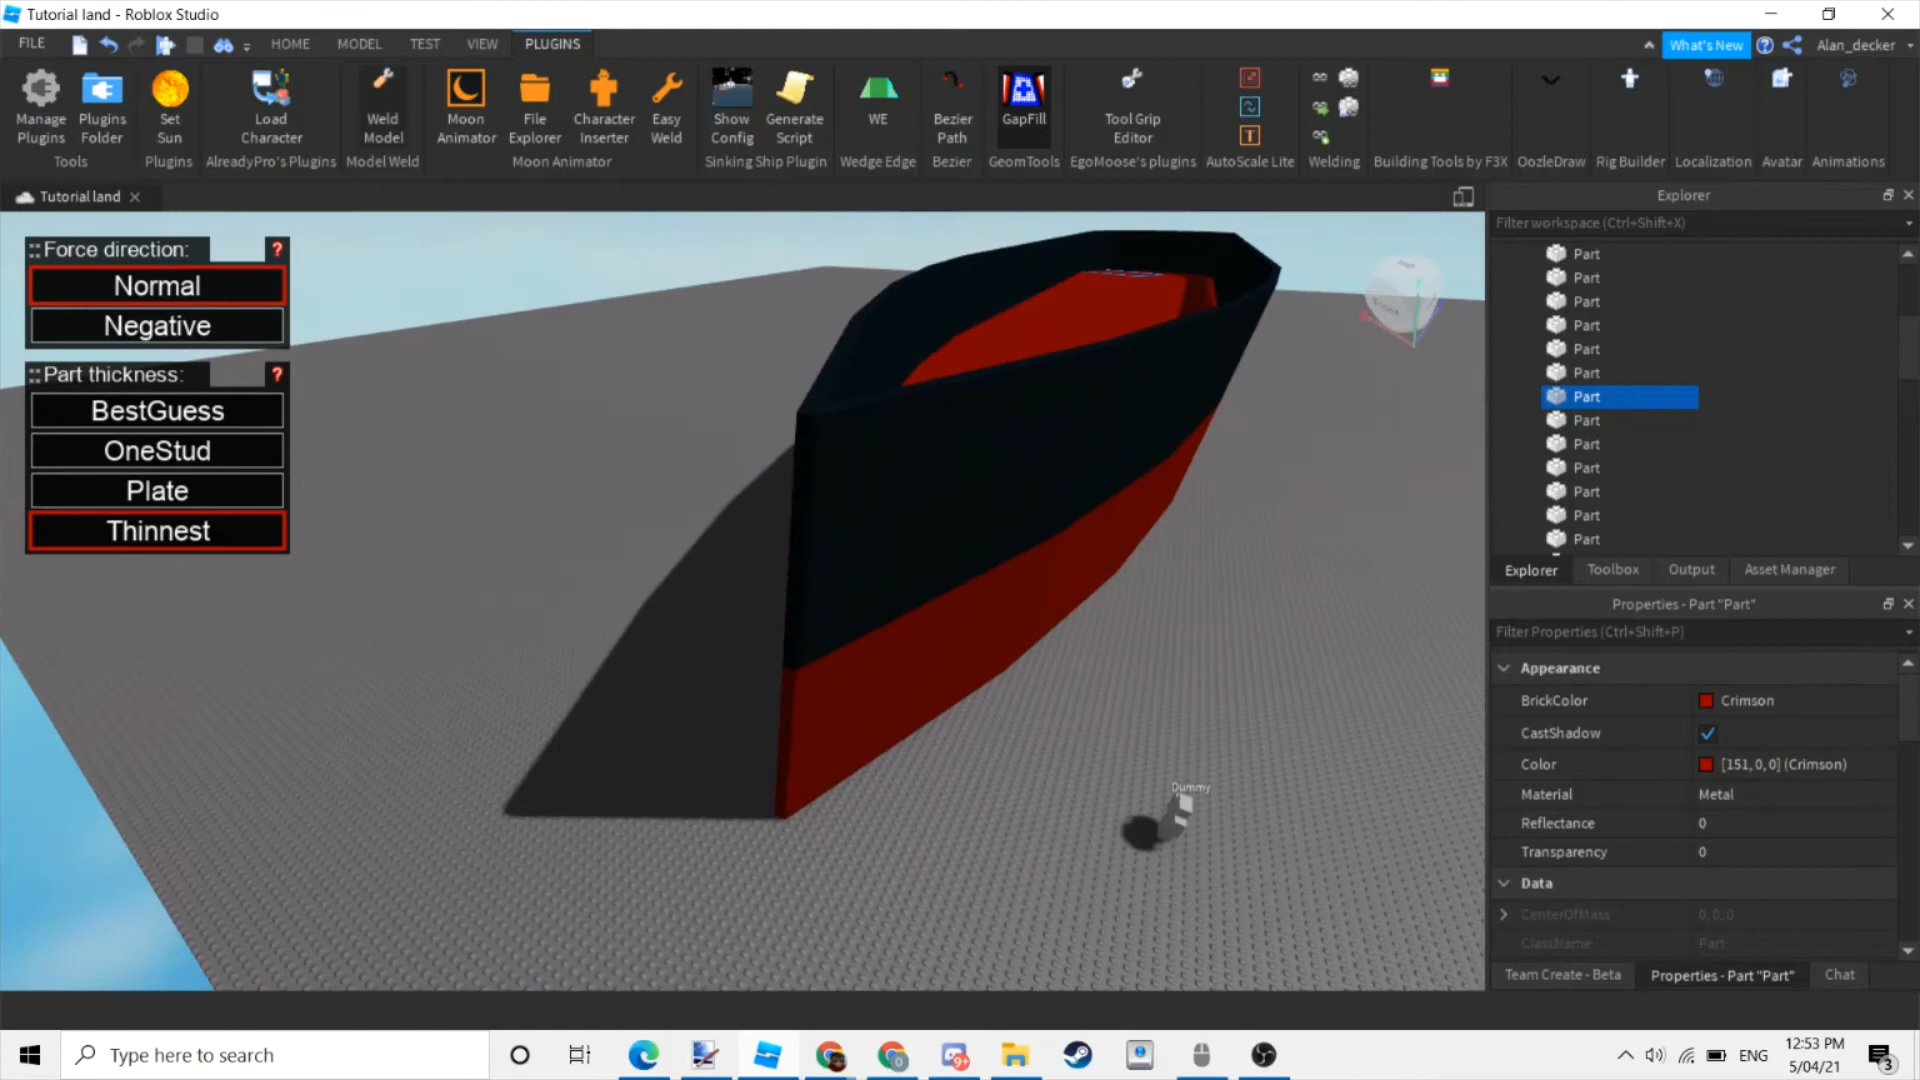 Tutorial land - Roblox Studio
FILE HOME MODEL TEST VIEW PLUGINS What's New ? Alan_decker
Manage Plugins
Plugins Folder
Tools
Set Sun
Plugins
Load Character
AlreadyPro's Plugins
Weld Model
Model Weld
Moon Animator
File Explorer
Character Inserter
Easy Weld
Moon Animator
Show Config
Generate Script
Sinking Ship Plugin
WE
Wedge Edge
Bezier Path
Bezier
GapFill
GeomTools
Tool Grip Editor
EgoMoose's plugins
T
AutoScale Lite
Welding
Building Tools by F3X
OozleDraw
Rig Builder
Localization
Avatar
Animations
Tutorial land
Force direction: ?
Normal
Negative
Part thickness: ?
BestGuess
OneStud
Plate
Thinnest
Dummy
Explorer
Filter workspace (Ctrl+Shift+X)
Part
Part
Part
Part
Part
Part
Part
Part
Part
Part
Part
Part
Part
Explorer Toolbox Output Asset Manager
Properties - Part "Part"
Filter Properties (Ctrl+Shift+P)
Appearance
BrickColor Crimson
CastShadow
Color [151, 0, 0] (Crimson)
Material Metal
Reflectance 0
Transparency 0
Data
CenterOfMass 0, 0, 0
ClassName Part
Team Create - Beta Properties - Part "Part" Chat
Type here to search
9+
ENG
12:53 PM
5/04/21
3